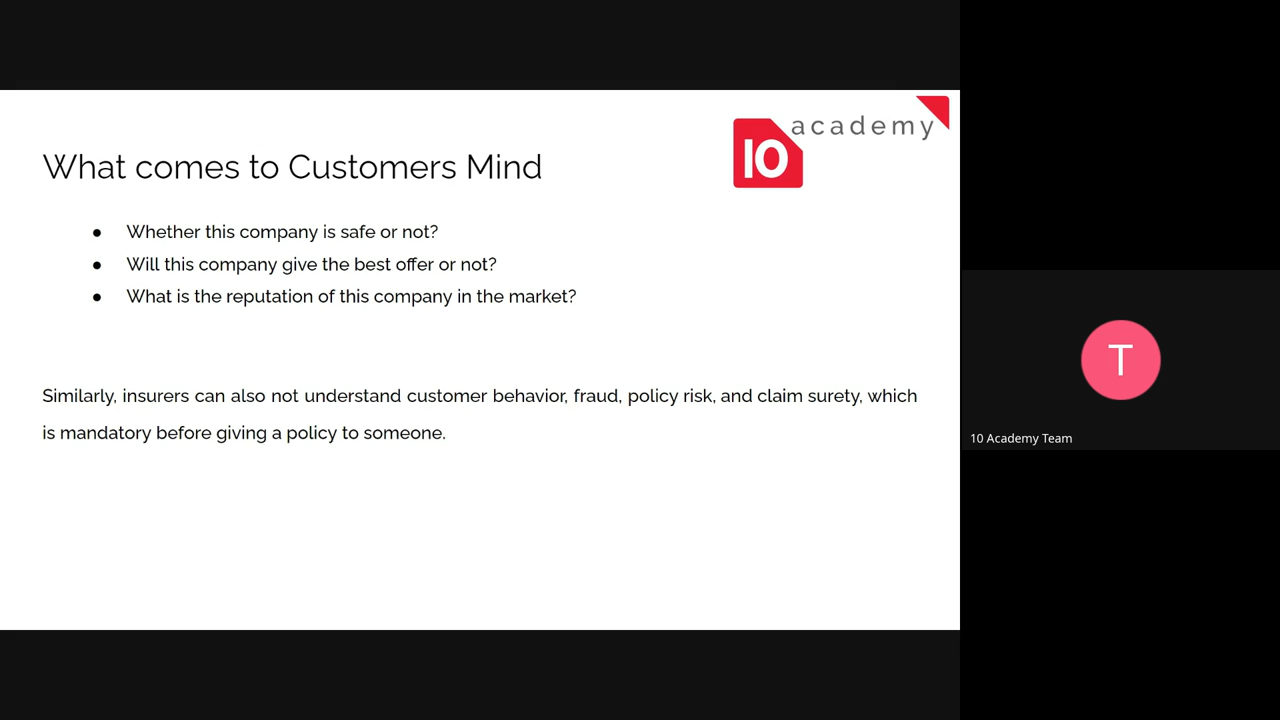 10 academy
What comes to Customers Mind
● Whether this company is safe or not?
● Will this company give the best offer or not?
● What is the reputation of this company in the market?
Similarly, insurers can also not understand customer behavior, fraud, policy risk, and claim surety, which
is mandatory before giving a policy to someone.
T
10 Academy Team